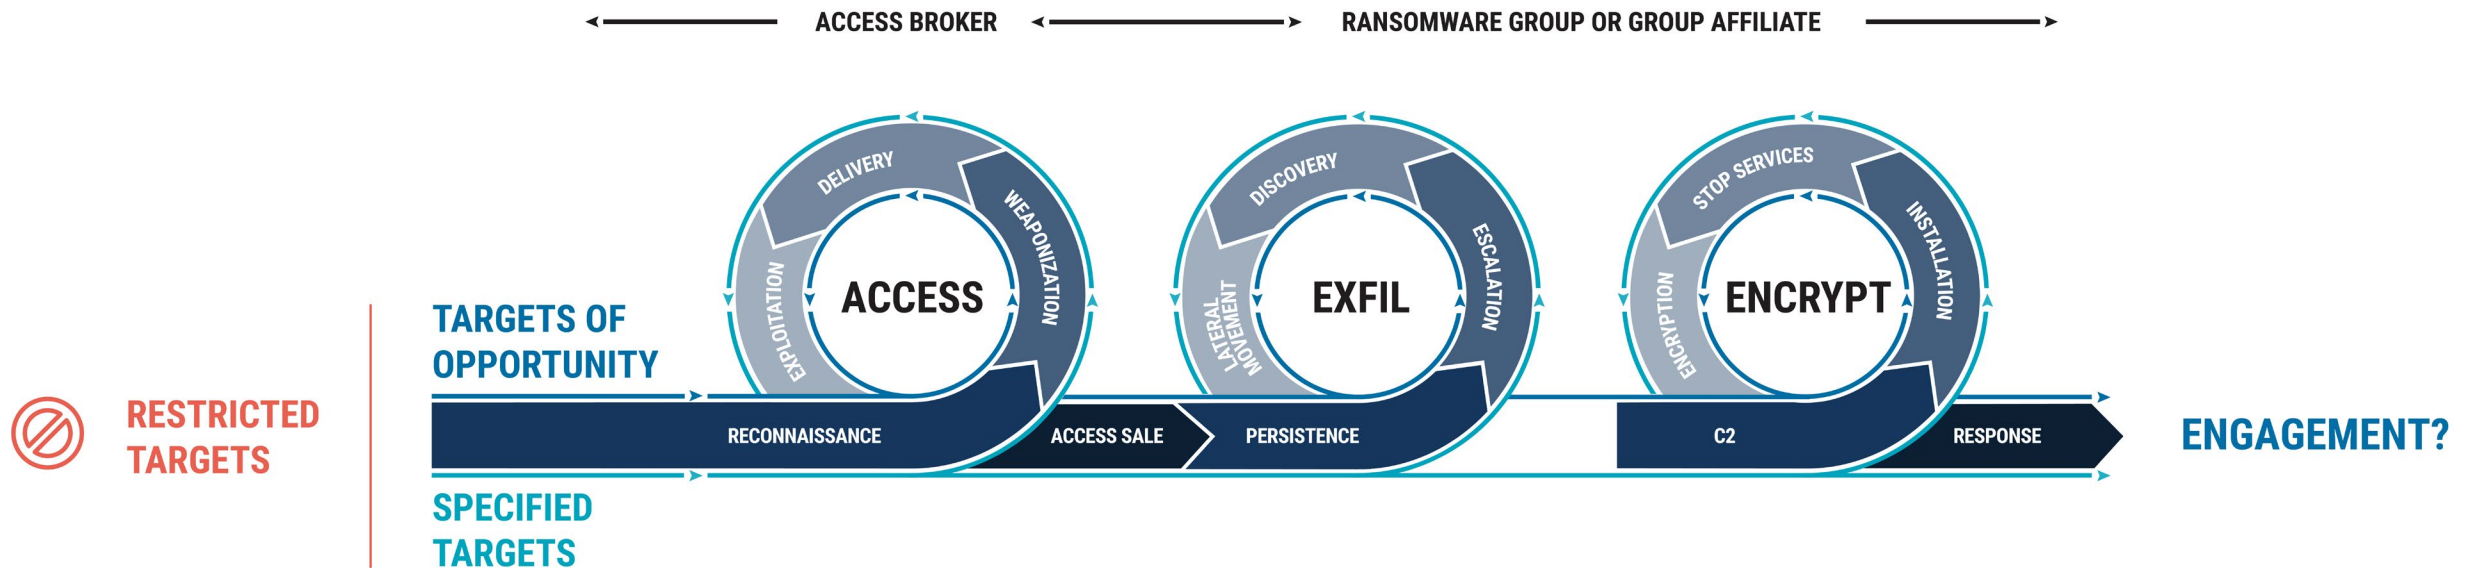 ACCESS BROKER
RANSOMWARE GROUP OR GROUP AFFILIATE
RESTRICTED
TARGETS
TARGETS OF
OPPORTUNITY
SPECIFIED
TARGETS
RECONNAISSANCE
WEAPONIZATION
DELIVERY
EXPLOITATION
ACCESS
ACCESS SALE
PERSISTENCE
ESCALATION
DISCOVERY
LATERAL
MOVEMENT
EXFIL
C2
INSTALLATION
STOP SERVICES
ENCRYPTION
ENCRYPT
RESPONSE
ENGAGEMENT?